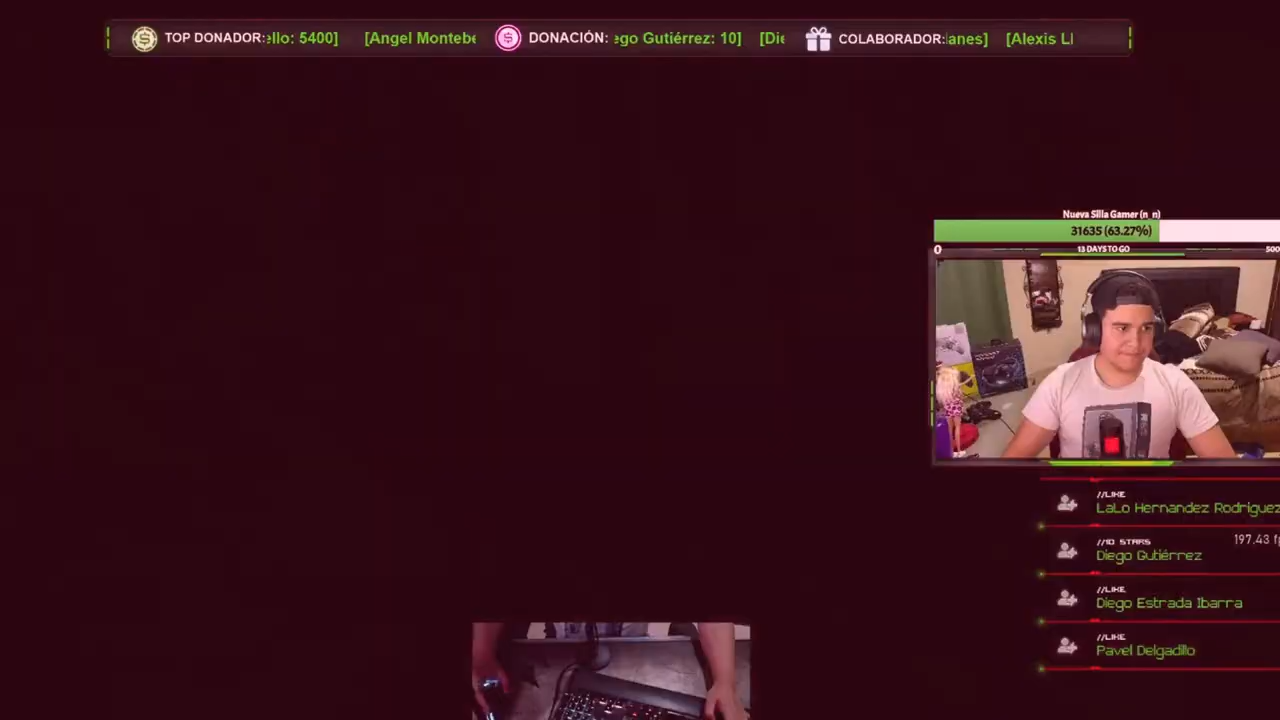 TOP DONADOR: ello: 5400] [Angel Monteb
DONACIÓN: ego Gutiérrez: 10] [Die
COLABORADOR: anes] [Alexis Ll
Nueva Silla Gamer (n_n)
31635 (63.27%)
0 13 DAYS TO GO 500
//LIKE
LaLo Hernandez Rodriguez
//10 STARS
197.43 f
Diego Gutiérrez
//LIKE
Diego Estrada Ibarra
//LIKE
Pavel Delgadillo